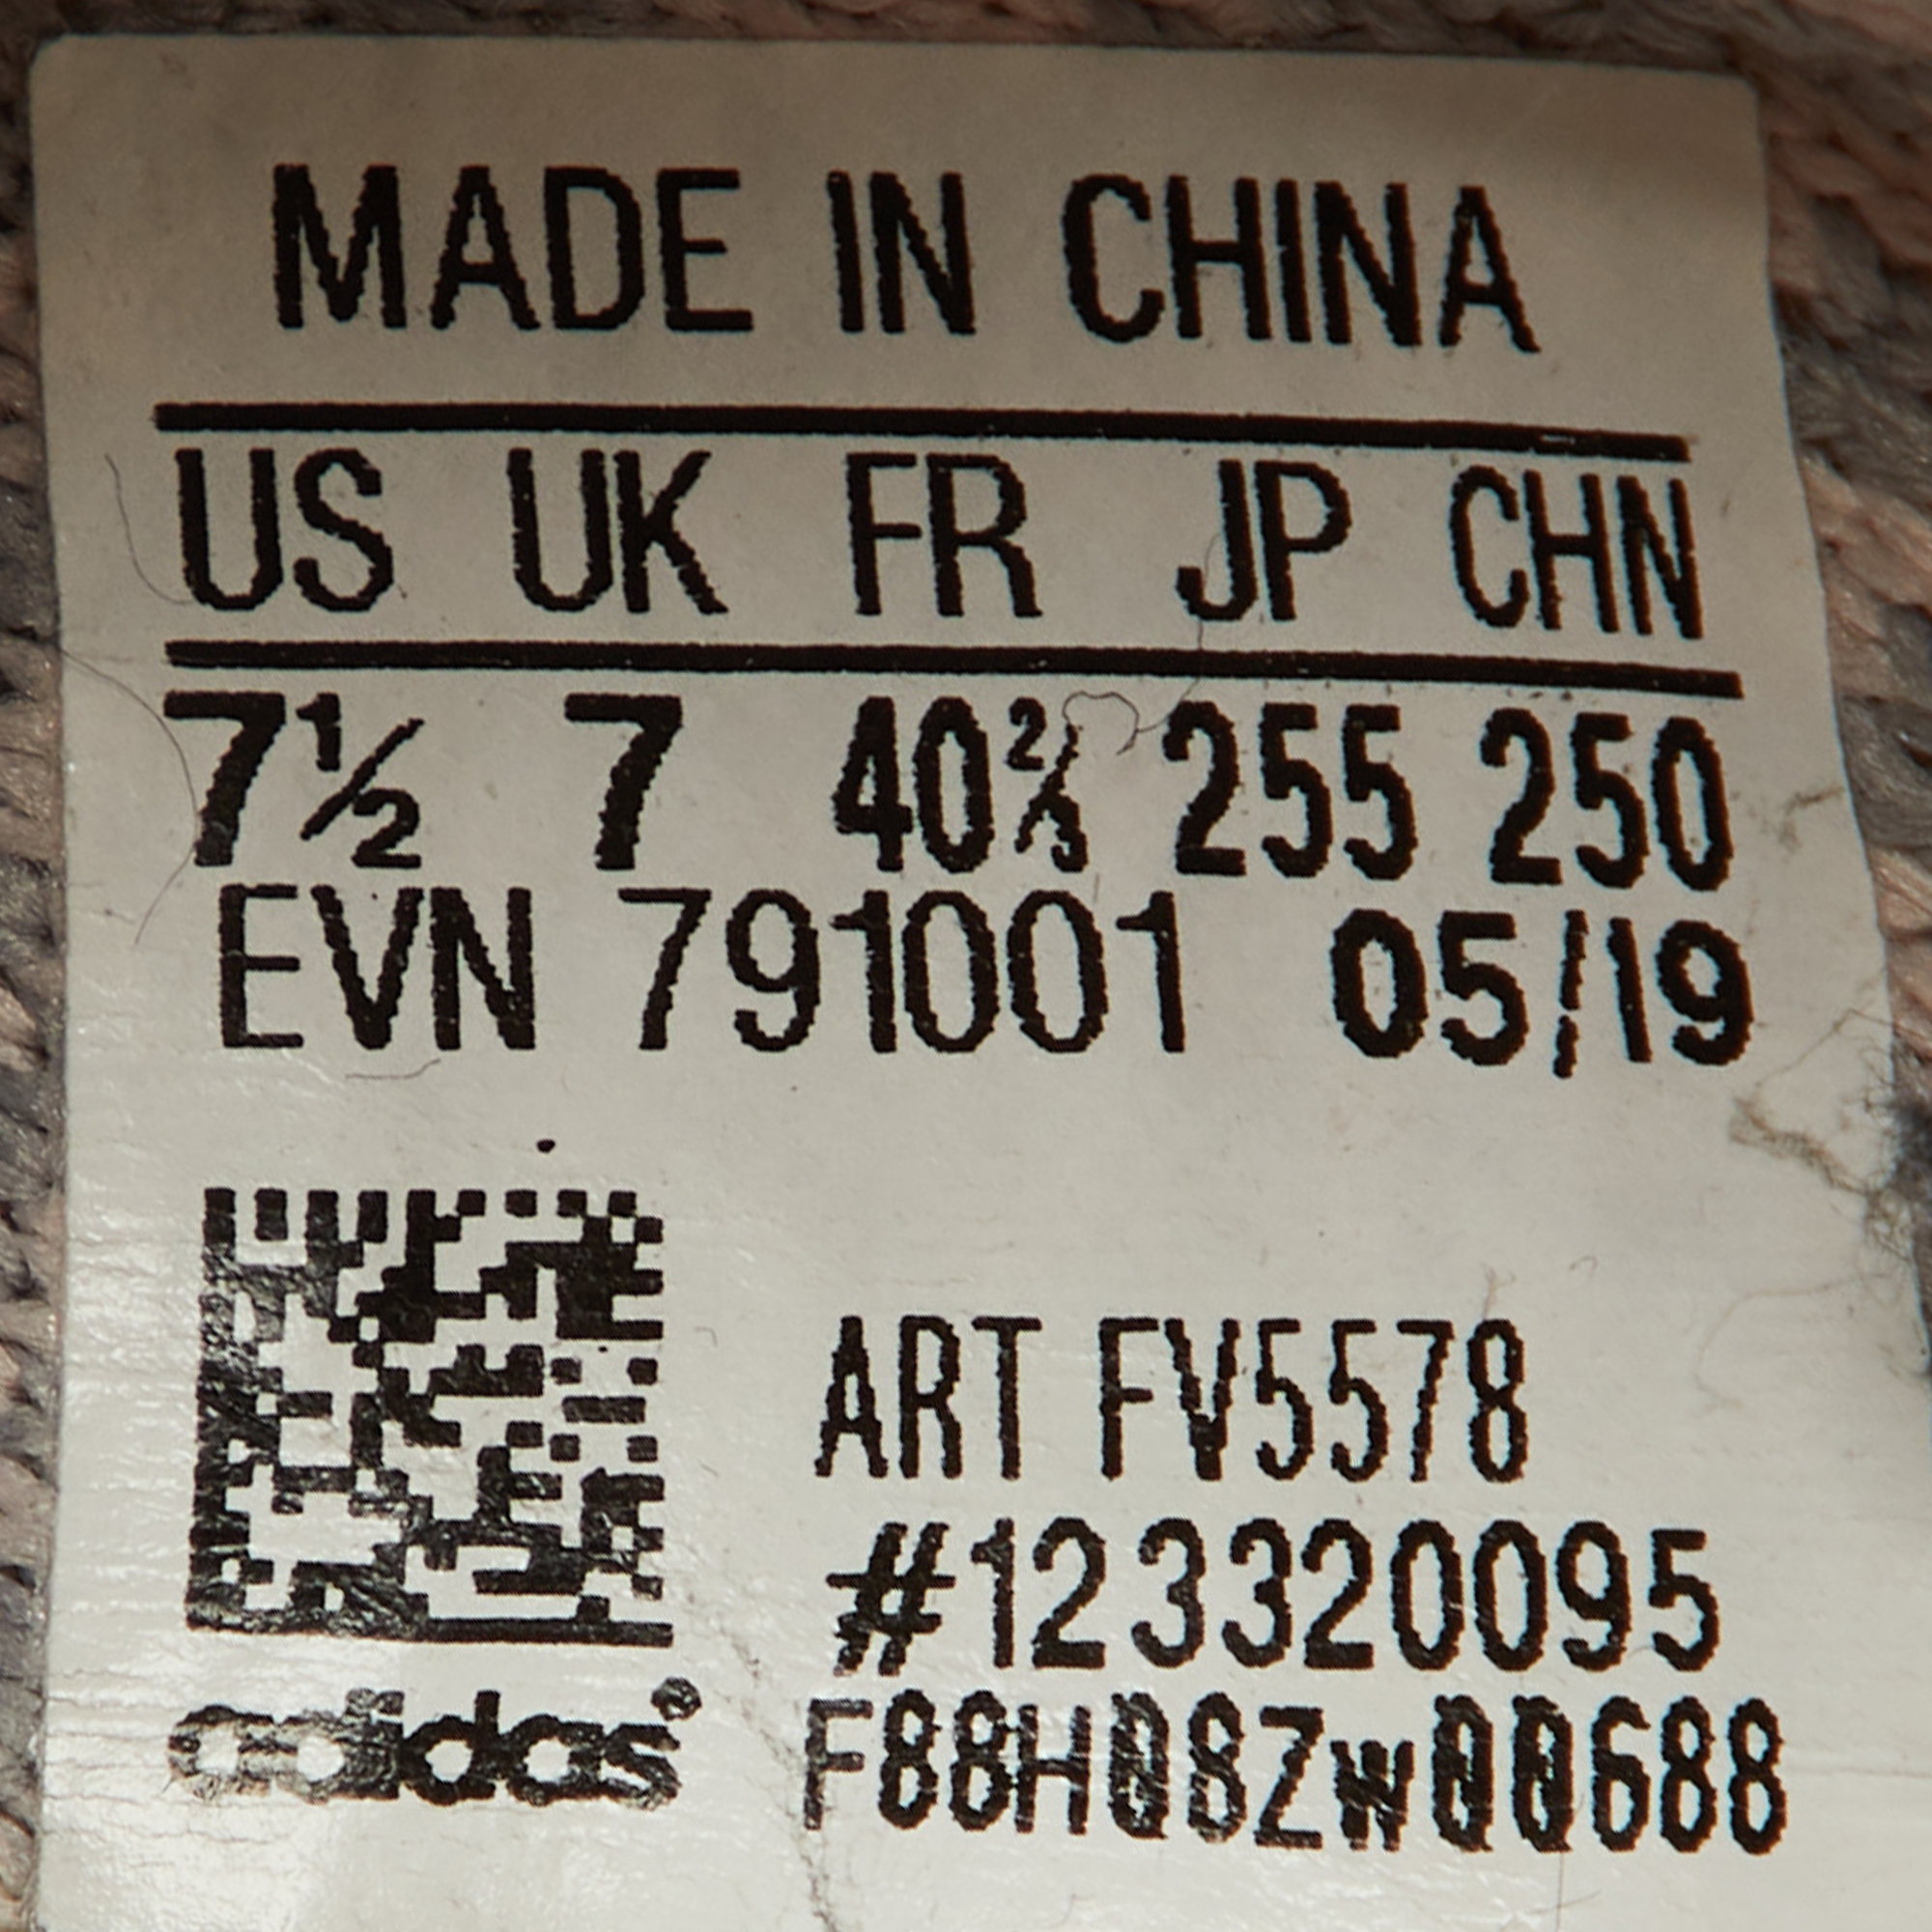 MADE IN CHINA
US UK FR JP CHN
7½ 7 40⅔ 255 250
EVN 791001 05/19
ART FV5578
#123320095
adidas®
F88H08Zw00688